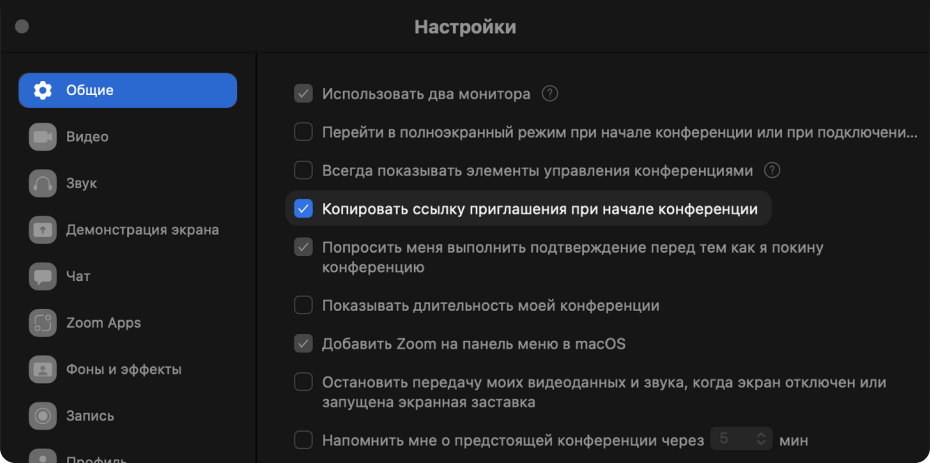 Настройки
Общие
Видео
Звук
Демонстрация экрана
Чат
Zoom Apps
Фоны и эффекты
Запись
Профиль
Использовать два монитора ?
Перейти в полноэкранный режим при начале конференции или при подключени...
Всегда показывать элементы управления конференциями ?
Копировать ссылку приглашения при начале конференции
Попросить меня выполнить подтверждение перед тем как я покину
конференцию
Показывать длительность моей конференции
Добавить Zoom на панель меню в macOS
Остановить передачу моих видеоданных и звука, когда экран отключен или
запущена экранная заставка
Напомнить мне о предстоящей конференции через 5 мин